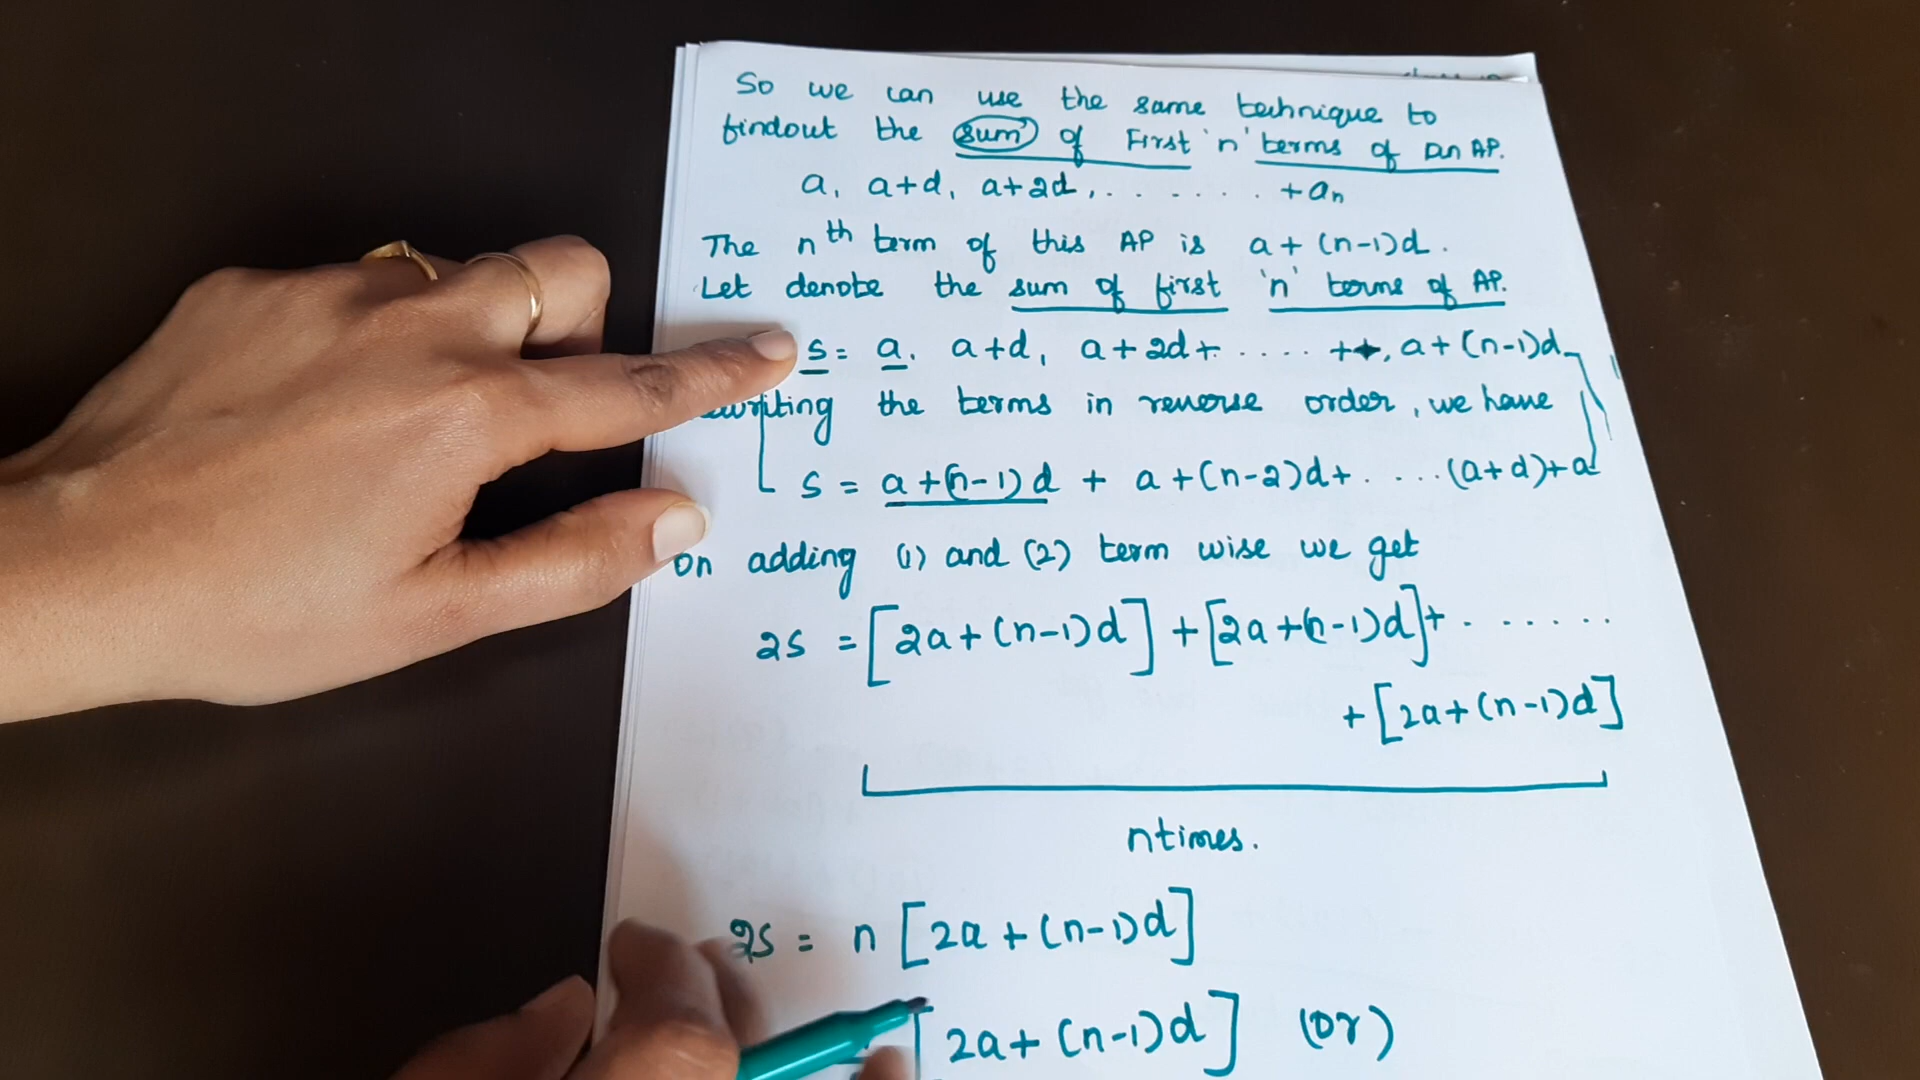 So we can use the same technique to
findout the sum of First 'n' terms of an AP.
a, a+d, a+2d, . . . . . . . +aₙ
The nᵗʰ term of this AP is a+(n-1)d.
Let denote the sum of first 'n' terms of AP.
S = a, a+d, a+2d+ . . . . +, a+(n-1)d
the terms in reverse order, we have
S = a+(n-1)d + a+(n-2)d+ . . . . (a+d)+a
on adding (1) and (2) term wise we get
2S = [2a+(n-1)d] + [2a+(n-1)d]+ . . . . . .
+ [2a+(n-1)d]
n times.
2S = n [2a+(n-1)d]
[2a+(n-1)d] (or)